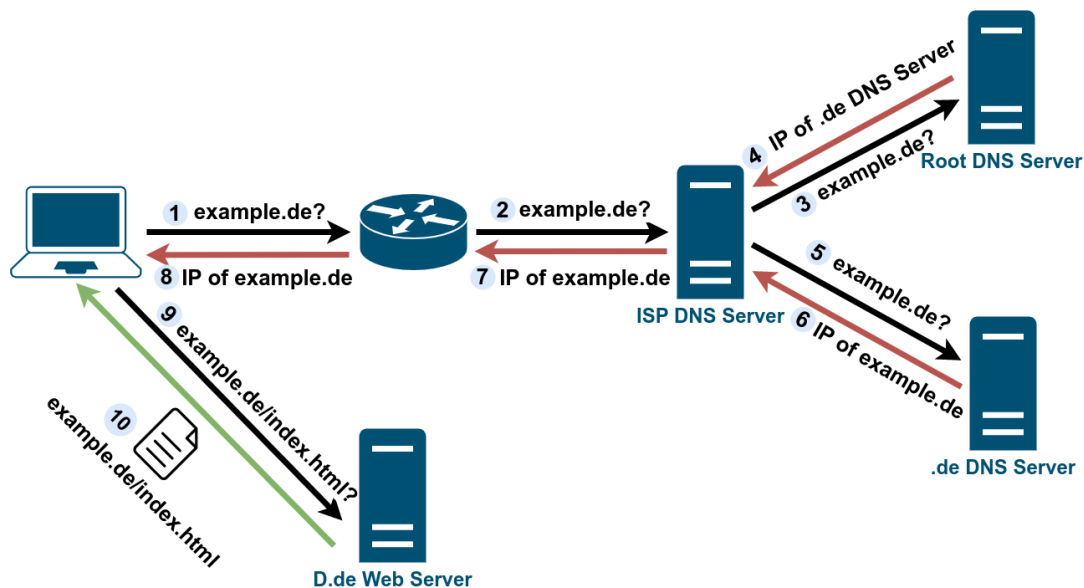 4 IP of .de DNS Server
3 example.de?
Root DNS Server
1 example.de?
2 example.de?
8 IP of example.de
7 IP of example.de
ISP DNS Server
5 example.de?
6 IP of example.de
.de DNS Server
9 example.de/index.html?
10
example.de/index.html
D.de Web Server